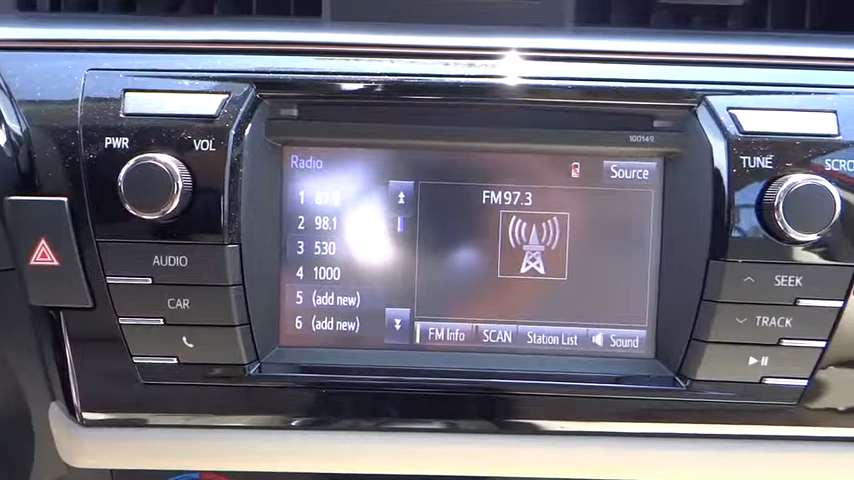 100149
PWR
VOL
TUNE
SCRO
Radio
Source
FM97.3
1 87.9
2 98.1
3 530
4 1000
5 (add new)
6 (add new)
FM Info
SCAN
Station List
Sound
AUDIO
CAR
SEEK
TRACK